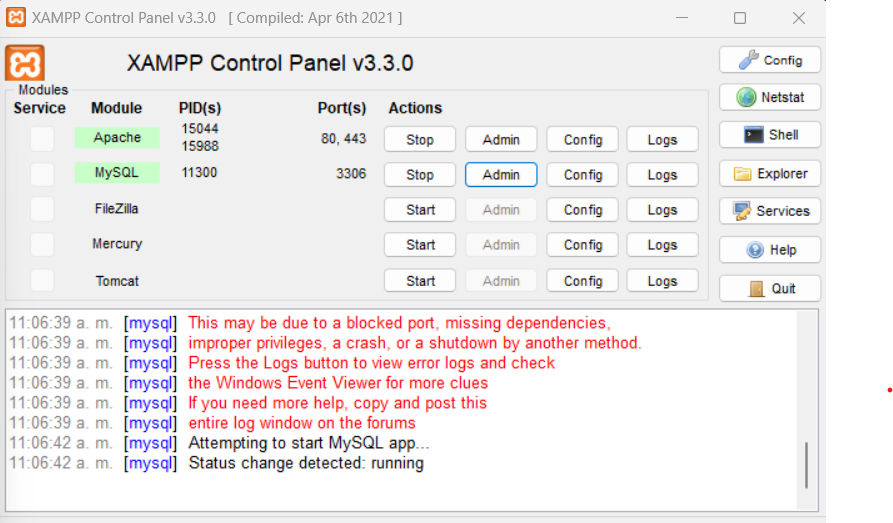 XAMPP Control Panel v3.3.0 [ Compiled: Apr 6th 2021 ]
XAMPP Control Panel v3.3.0
Config
Modules
Service Module PID(s) Port(s) Actions
Netstat
Apache 15044 15988 80, 443 Stop Admin Config Logs
Shell
MySQL 11300 3306 Stop Admin Config Logs
Explorer
FileZilla Start Admin Config Logs
Services
Mercury Start Admin Config Logs
Help
Tomcat Start Admin Config Logs
Quit
11:06:39 a. m. [mysql] This may be due to a blocked port, missing dependencies,
11:06:39 a. m. [mysql] improper privileges, a crash, or a shutdown by another method.
11:06:39 a. m. [mysql] Press the Logs button to view error logs and check
11:06:39 a. m. [mysql] the Windows Event Viewer for more clues
11:06:39 a. m. [mysql] If you need more help, copy and post this
11:06:39 a. m. [mysql] entire log window on the forums
11:06:42 a. m. [mysql] Attempting to start MySQL app...
11:06:42 a. m. [mysql] Status change detected: running